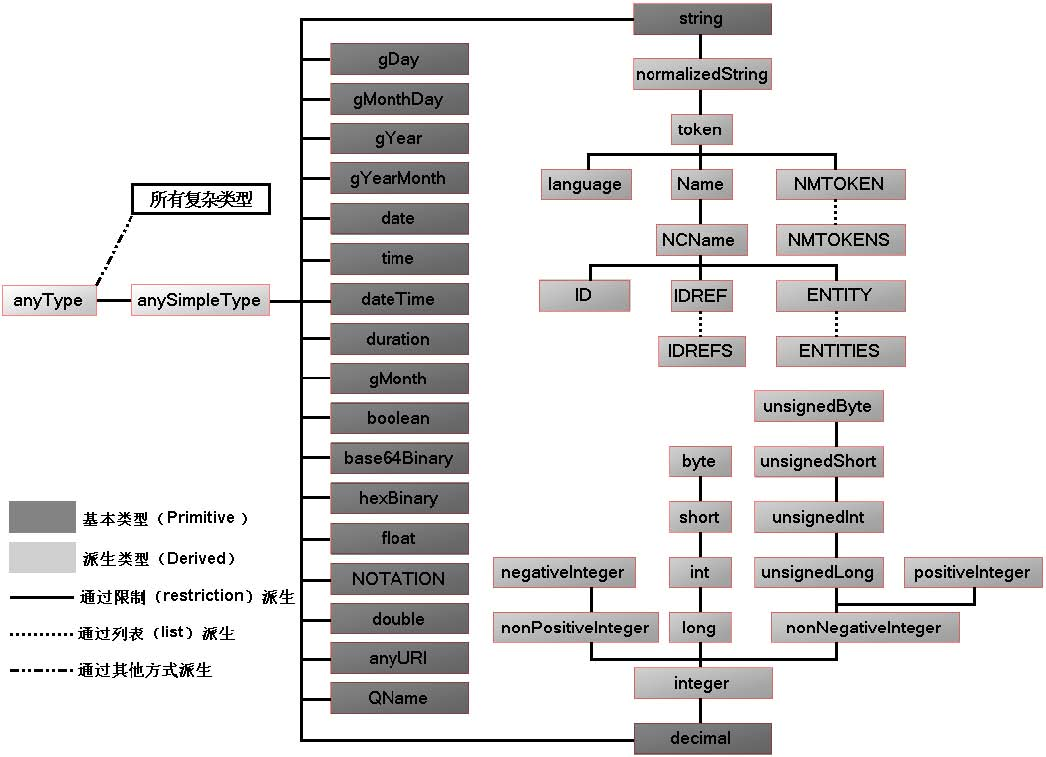 string
gDay
normalizedString
gMonthDay
gYear
token
gYearMonth
language
Name
NMTOKEN
所有复杂类型
date
NCName
NMTOKENS
time
anyType
anySimpleType
dateTime
ID
IDREF
ENTITY
duration
IDREFS
ENTITIES
gMonth
boolean
unsignedByte
base64Binary
byte
unsignedShort
hexBinary
基本类型（Primitive）
short
unsignedInt
float
派生类型（Derived）
NOTATION
negativeInteger
int
unsignedLong
positiveInteger
通过限制（restriction）派生
double
nonPositiveInteger
long
nonNegativeInteger
通过列表（list）派生
anyURI
通过其他方式派生
integer
QName
decimal